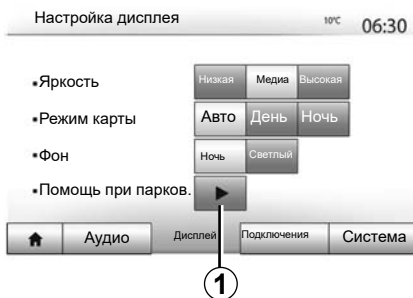 Настройка дисплея 10°C 06:30
▪Яркость Низкая Медиа Высокая
▪Режим карты Авто День Ночь
▪Фон Ночь Светлый
▪Помощь при парков.
Аудио Дисплей Подключения Система
1